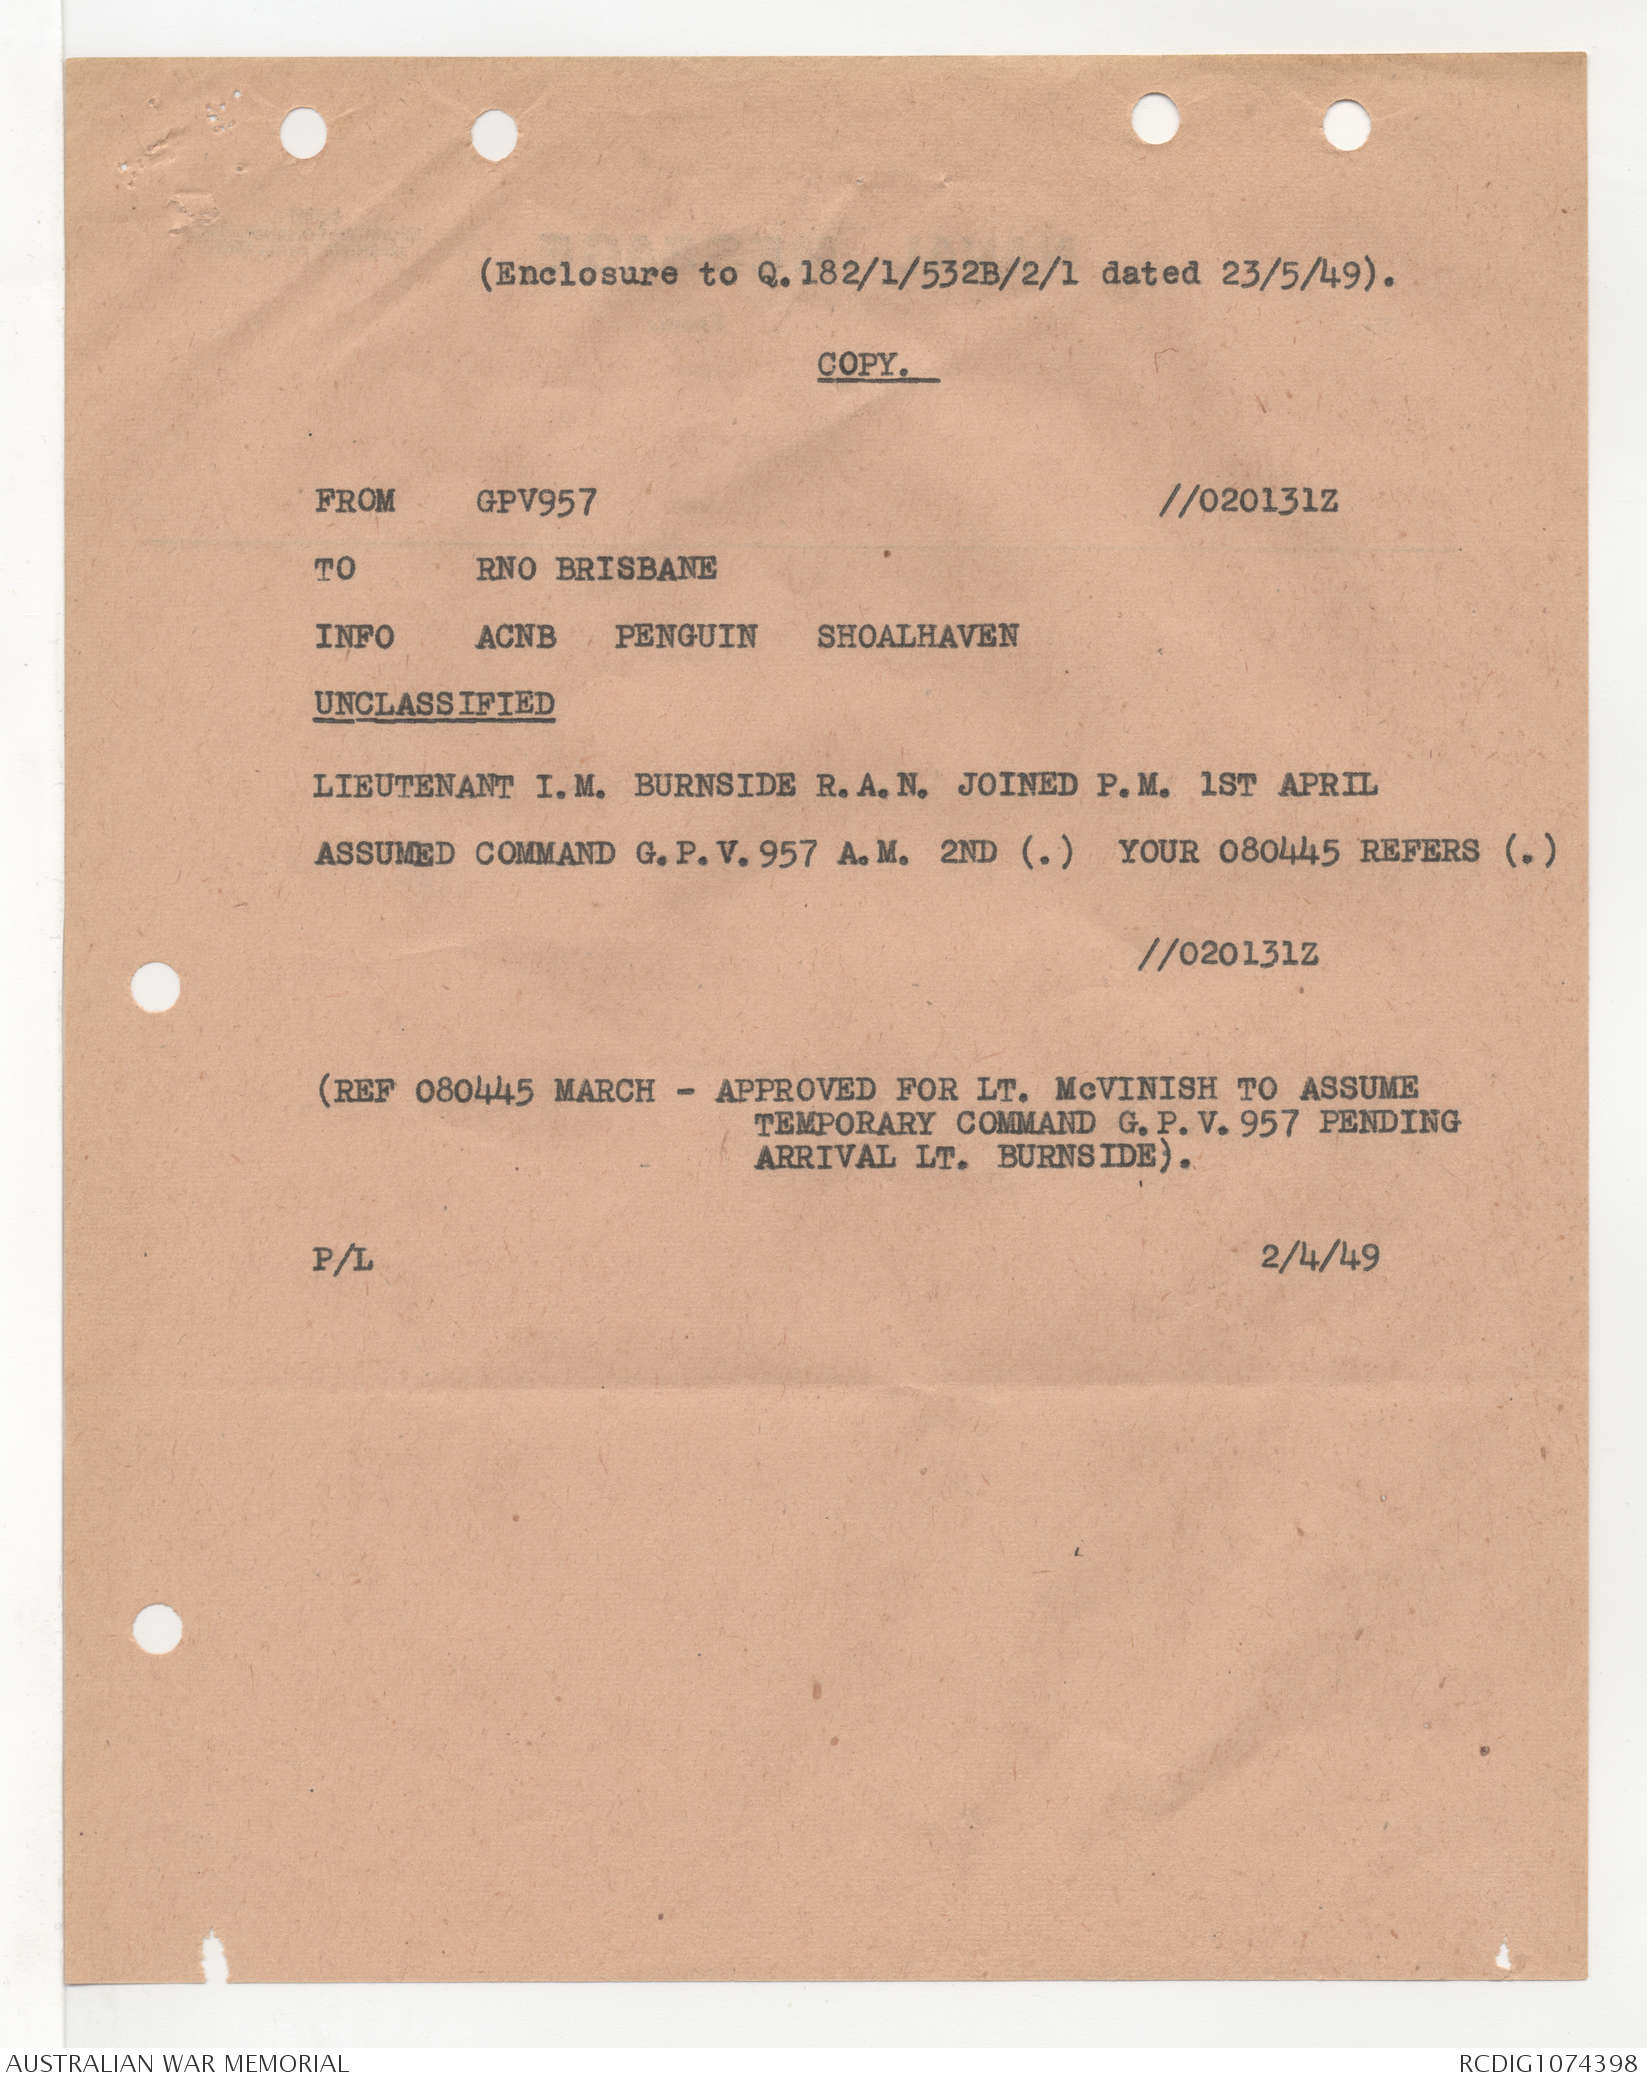 (Enclosure to Q.182/1/532B/2/1 dated 23/5/49).
COPY.
FROM GPV957 //020131Z
TO RNO BRISBANE
INFO ACNB PENGUIN SHOALHAVEN
UNCLASSIFIED
LIEUTENANT I.M. BURNSIDE R.A.N. JOINED P.M. 1ST APRIL
ASSUMED COMMAND G.P.V.957 A.M. 2ND (.) YOUR 080445 REFERS (.)
//020131Z
(REF 080445 MARCH - APPROVED FOR LT. McVINISH TO ASSUME
TEMPORARY COMMAND G.P.V.957 PENDING
ARRIVAL LT. BURNSIDE).
P/L 2/4/49
AUSTRALIAN WAR MEMORIAL RCDIG1074398